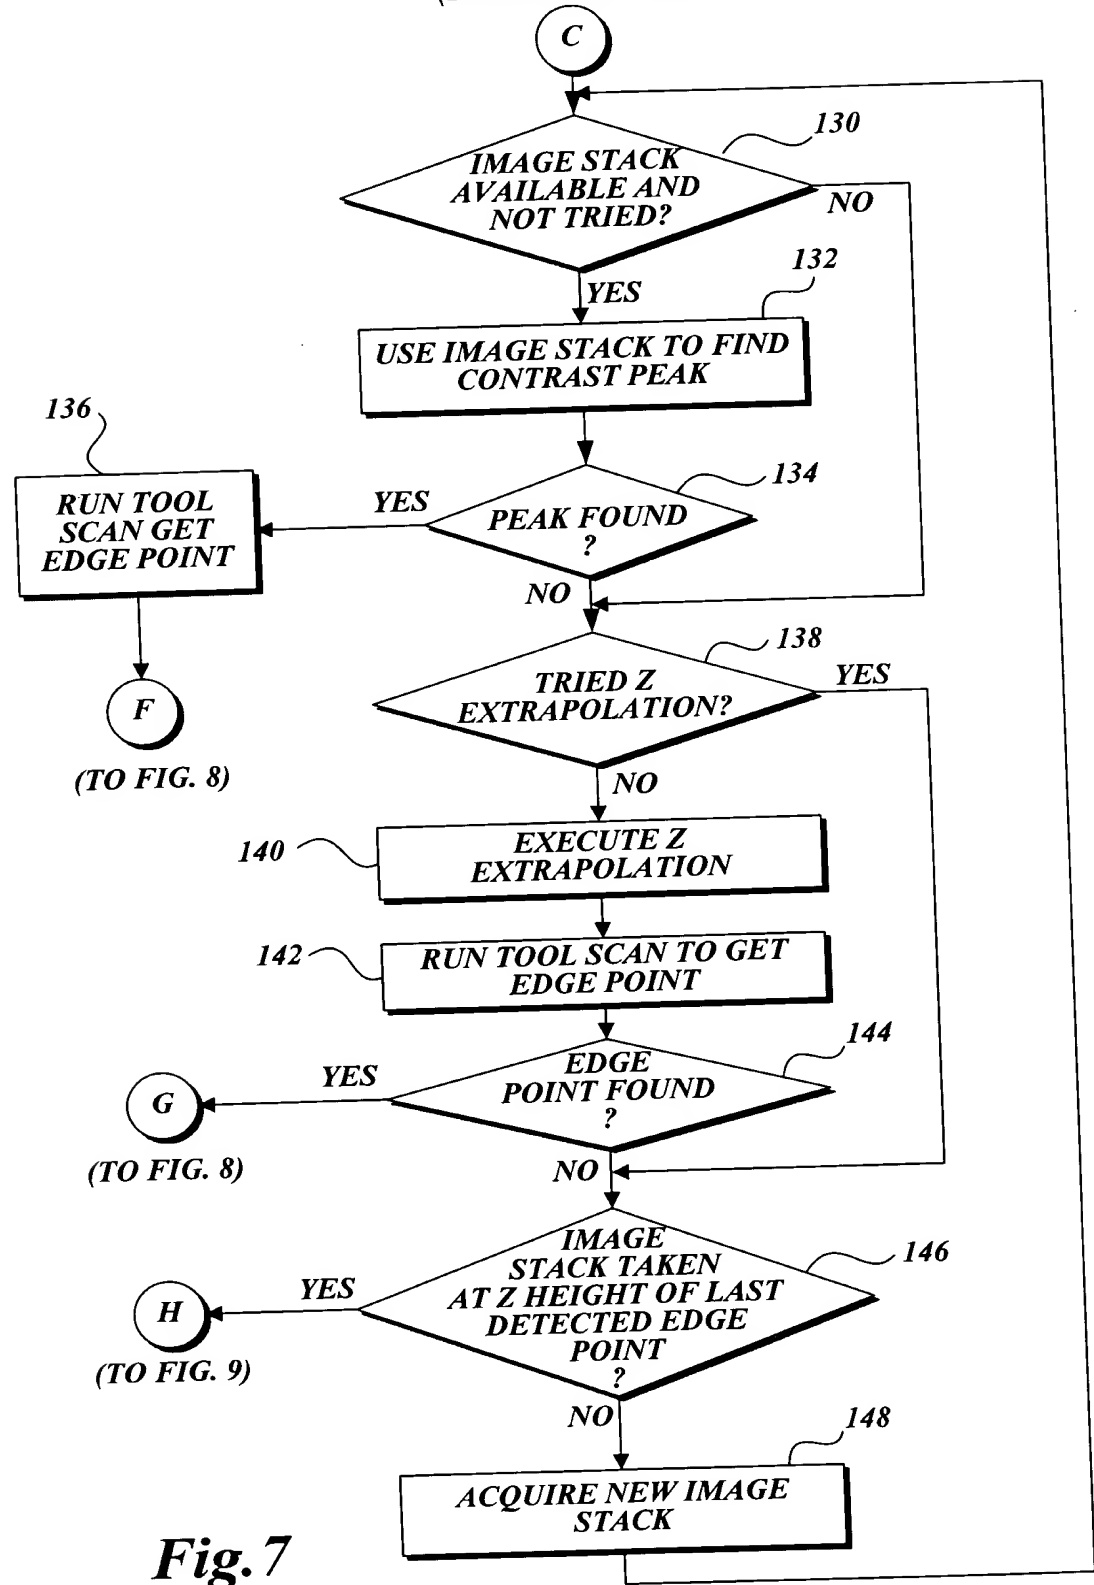 C
130
IMAGE STACK
AVAILABLE AND
NOT TRIED?
NO
YES
132
USE IMAGE STACK TO FIND
CONTRAST PEAK
136
RUN TOOL
SCAN GET
EDGE POINT
YES
134
PEAK FOUND
?
NO
F
(TO FIG. 8)
138
TRIED Z
EXTRAPOLATION?
YES
NO
140
EXECUTE Z
EXTRAPOLATION
142
RUN TOOL SCAN TO GET
EDGE POINT
144
EDGE
POINT FOUND
?
YES
G
(TO FIG. 8)
NO
146
IMAGE
STACK TAKEN
AT Z HEIGHT OF LAST
DETECTED EDGE
POINT
?
YES
H
(TO FIG. 9)
NO
148
ACQUIRE NEW IMAGE
STACK
Fig.7